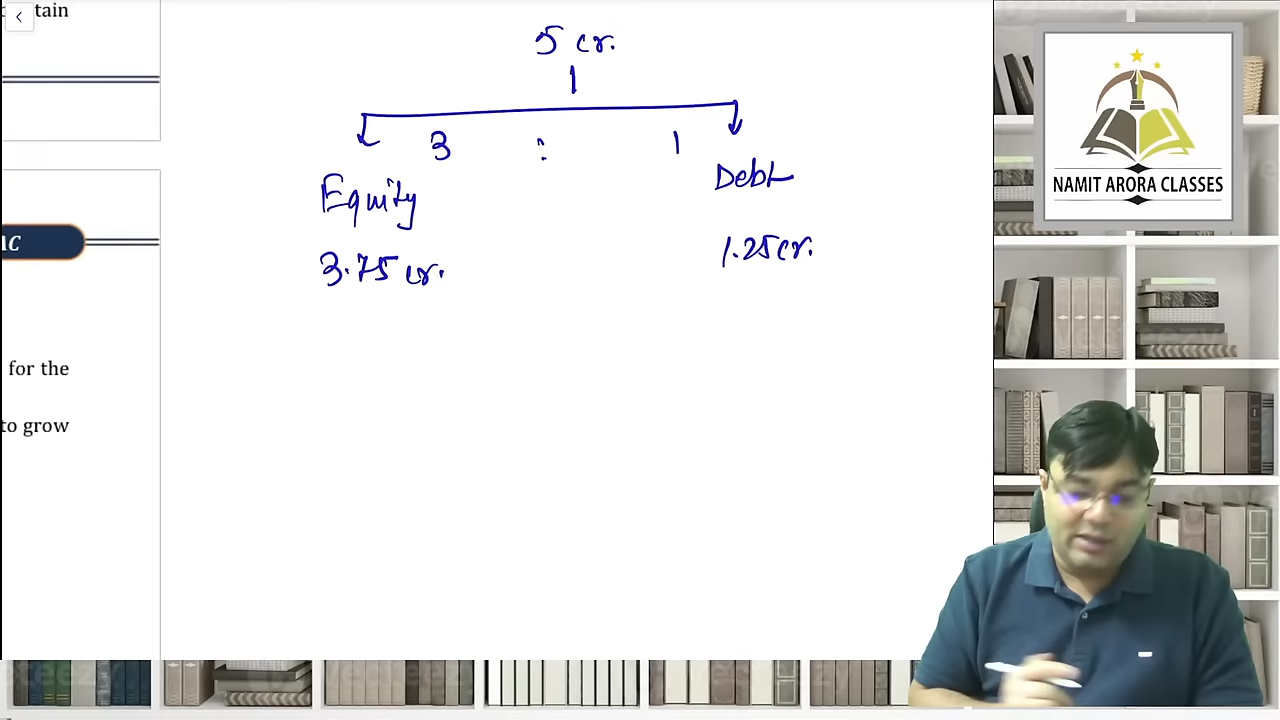 tain
5 cr.
3 : 1
Equity
Debt
3.75 cr.
1.25 cr.
AC
for the
to grow
NAMIT ARORA CLASSES